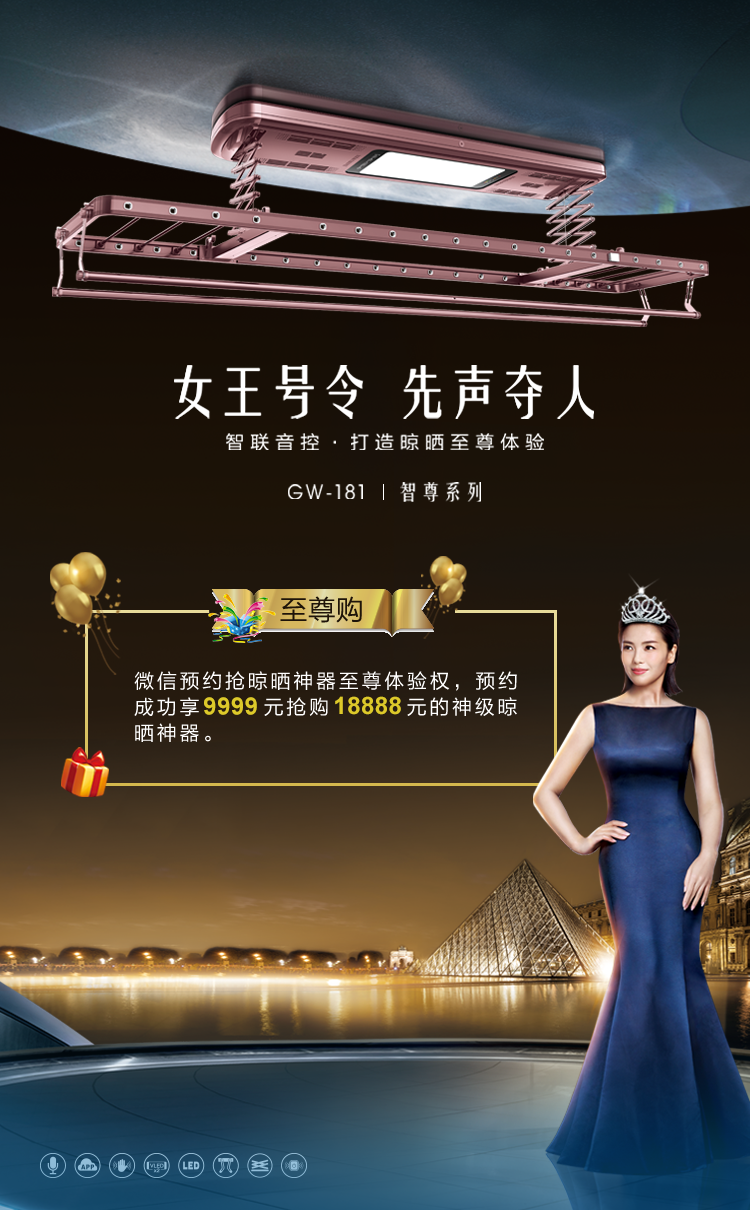 女王号令 先声夺人
智联音控·打造晾晒至尊体验
GW-181 | 智尊系列
至尊购
微信预约抢晾晒神器至尊体验权，预约
成功享9999元抢购18888元的神级晾
晒神器。
APP
LED